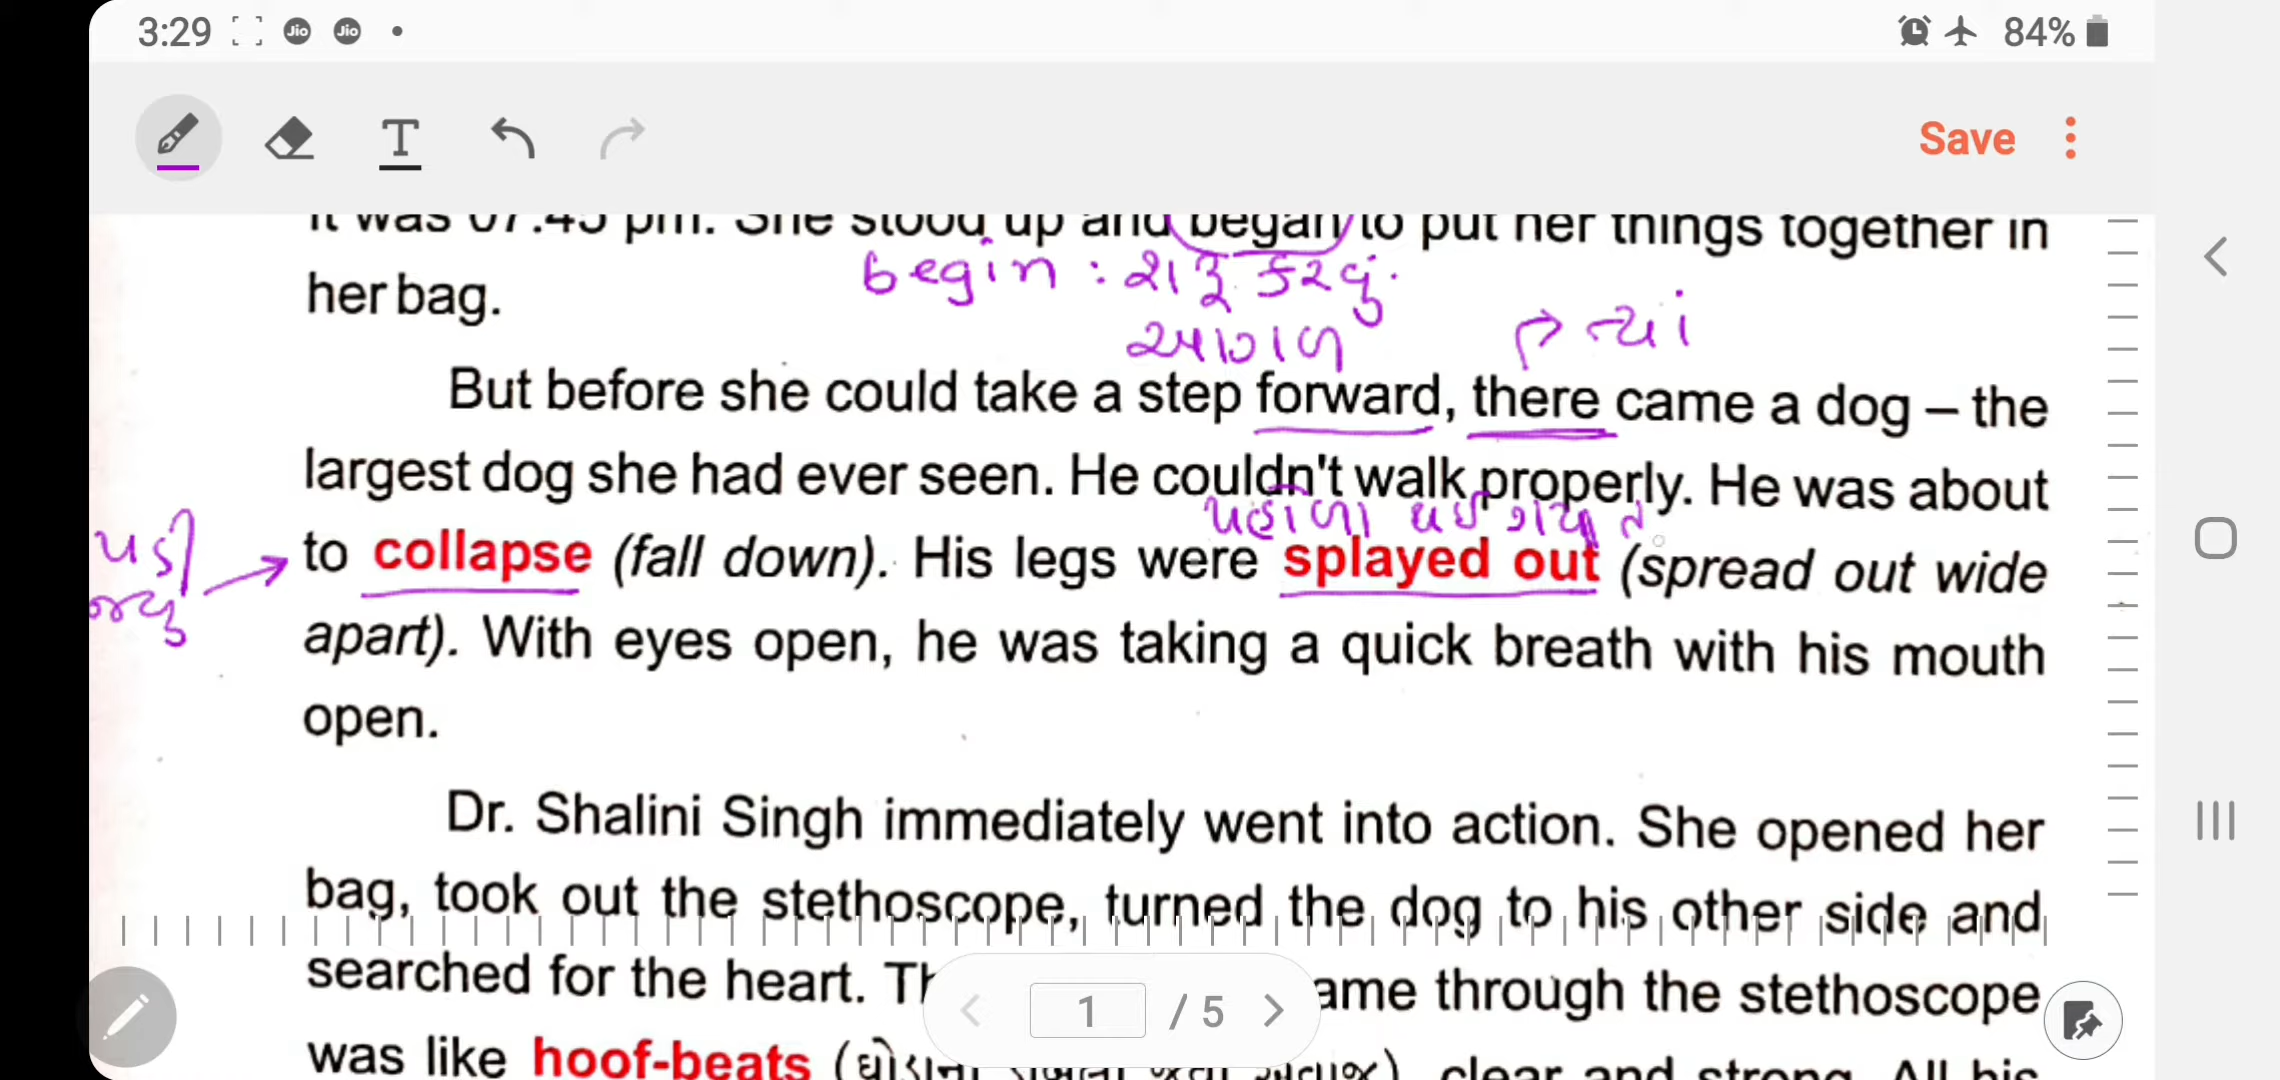 3:29 Jio Jio 84%
T Save
It was 07.45 pm. She stood up and began to put her things together in
begin : શરૂ કરવું.
her bag.
આગળ ત્યાં
But before she could take a step forward, there came a dog – the
largest dog she had ever seen. He couldn't walk properly. He was about
પહોળા થઈ ગયા
પડી
જવું
to collapse (fall down). His legs were splayed out (spread out wide
apart). With eyes open, he was taking a quick breath with his mouth
open.
Dr. Shalini Singh immediately went into action. She opened her
bag, took out the stethoscope, turned the dog to his other side and
searched for the heart. ame through the stethoscope
1 / 5
was like hoof-beats clear and strong. All his